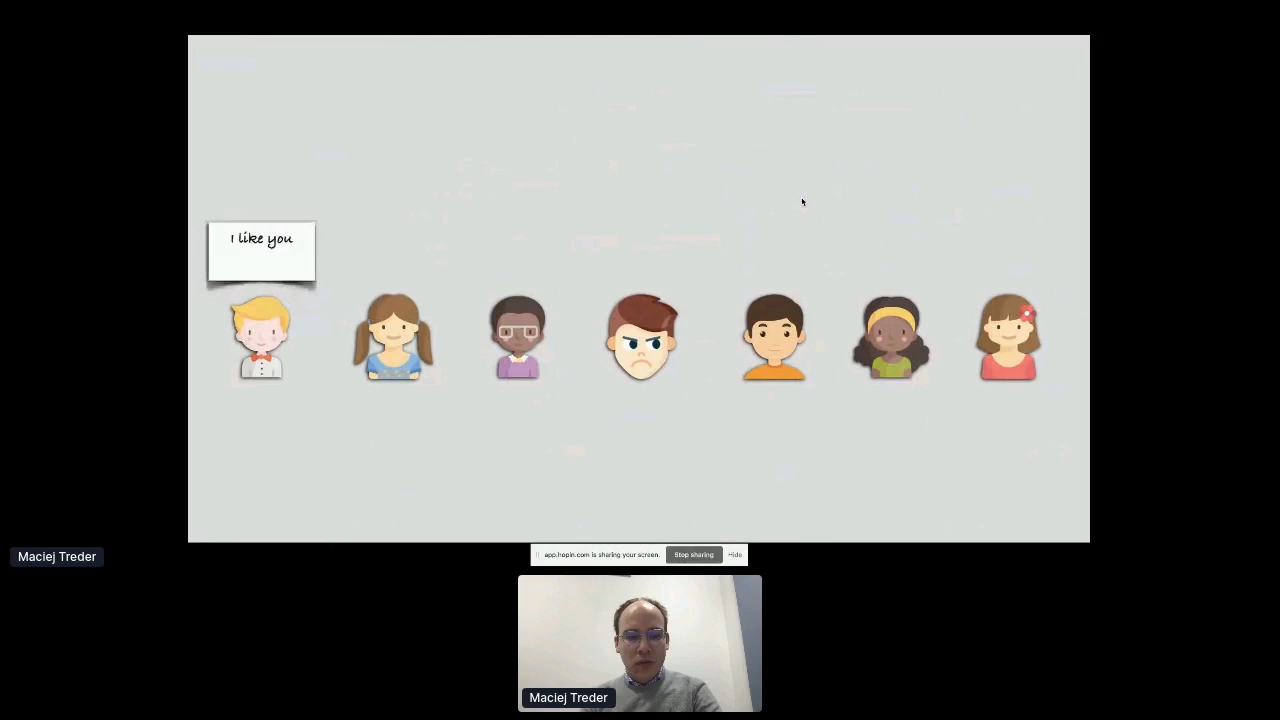 I like you
Maciej Treder
app.hopin.com is sharing your screen.
Stop sharing
Hide
Maciej Treder